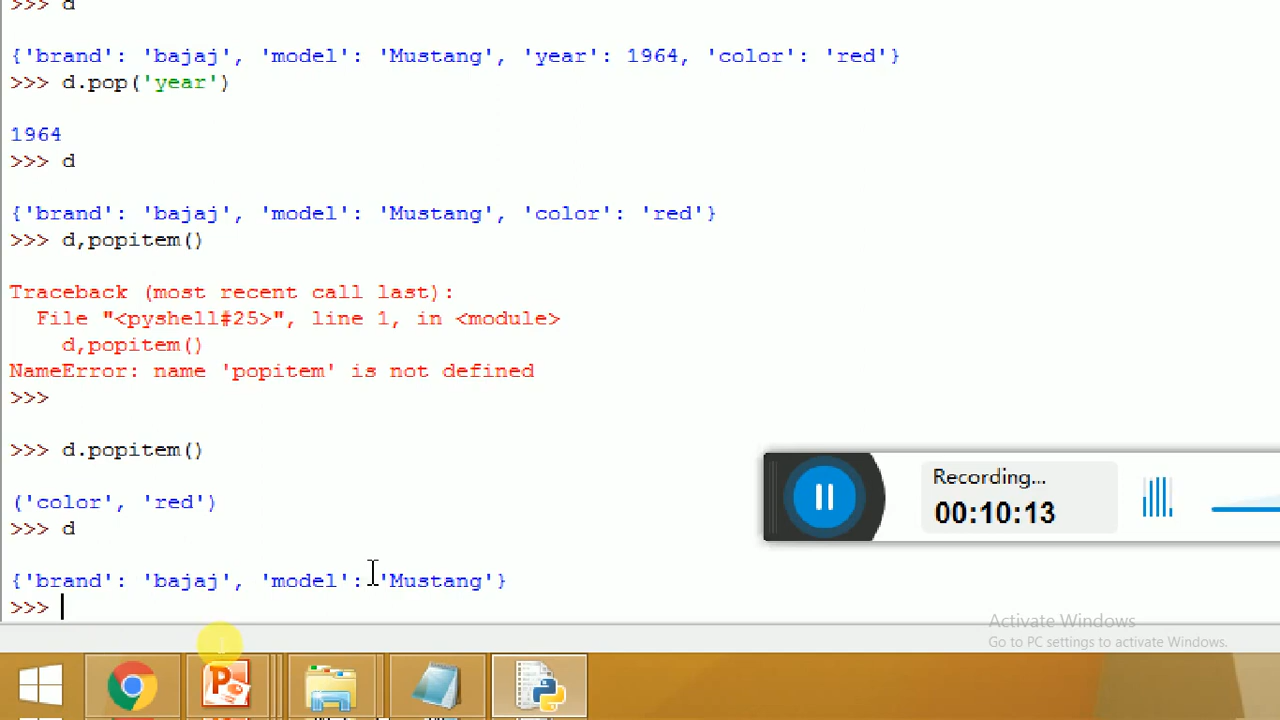 >>> d
{'brand': 'bajaj', 'model': 'Mustang', 'year': 1964, 'color': 'red'}
>>> d.pop('year')
1964
>>> d
{'brand': 'bajaj', 'model': 'Mustang', 'color': 'red'}
>>> d,popitem()
Traceback (most recent call last):
  File "<pyshell#25>", line 1, in <module>
    d,popitem()
NameError: name 'popitem' is not defined
>>>
>>> d.popitem()
('color', 'red')
>>> d
{'brand': 'bajaj', 'model': 'Mustang'}
>>>
Recording...
00:10:13
Activate Windows
Go to PC settings to activate Windows.